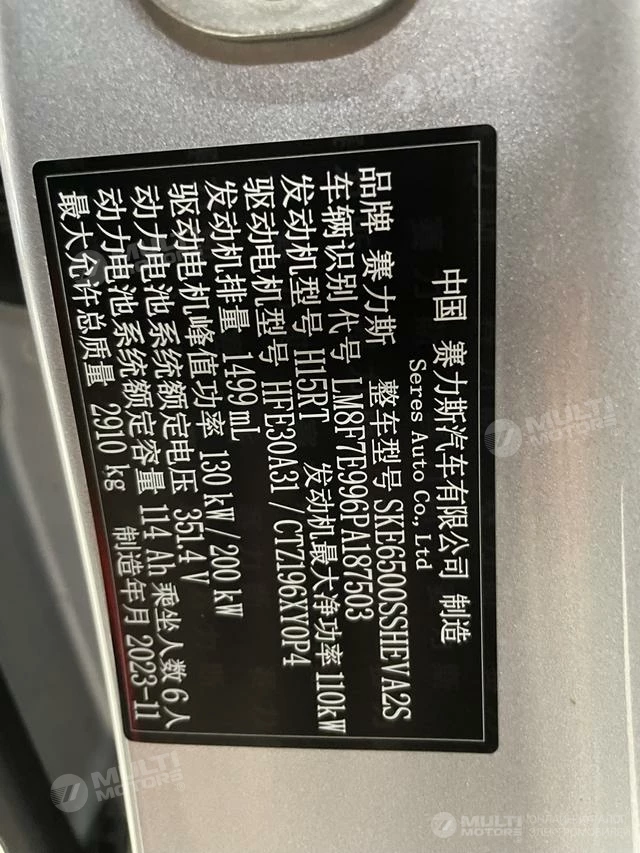 中国 赛力斯汽车有限公司 制造
Seres Auto Co., Ltd
品牌 赛力斯 整车型号 SKE6500SSHEVA2S
车辆识别代号 LM8F7E996PA187503
发动机型号 H15RT 发动机最大净功率 110kW
驱动电机型号 HFE30A31 / CTZ196XY0P4
发动机排量 1499 mL
驱动电机峰值功率 130 kW / 200 kW
动力电池系统额定电压 351.4 V
动力电池系统额定容量 114 Ah 乘坐人数 6 人
最大允许总质量 2910 kg 制造年月 2023-11
MULTI MOTORS
MULTI MOTORS
MULTI MOTORS
MULTI MOTORS